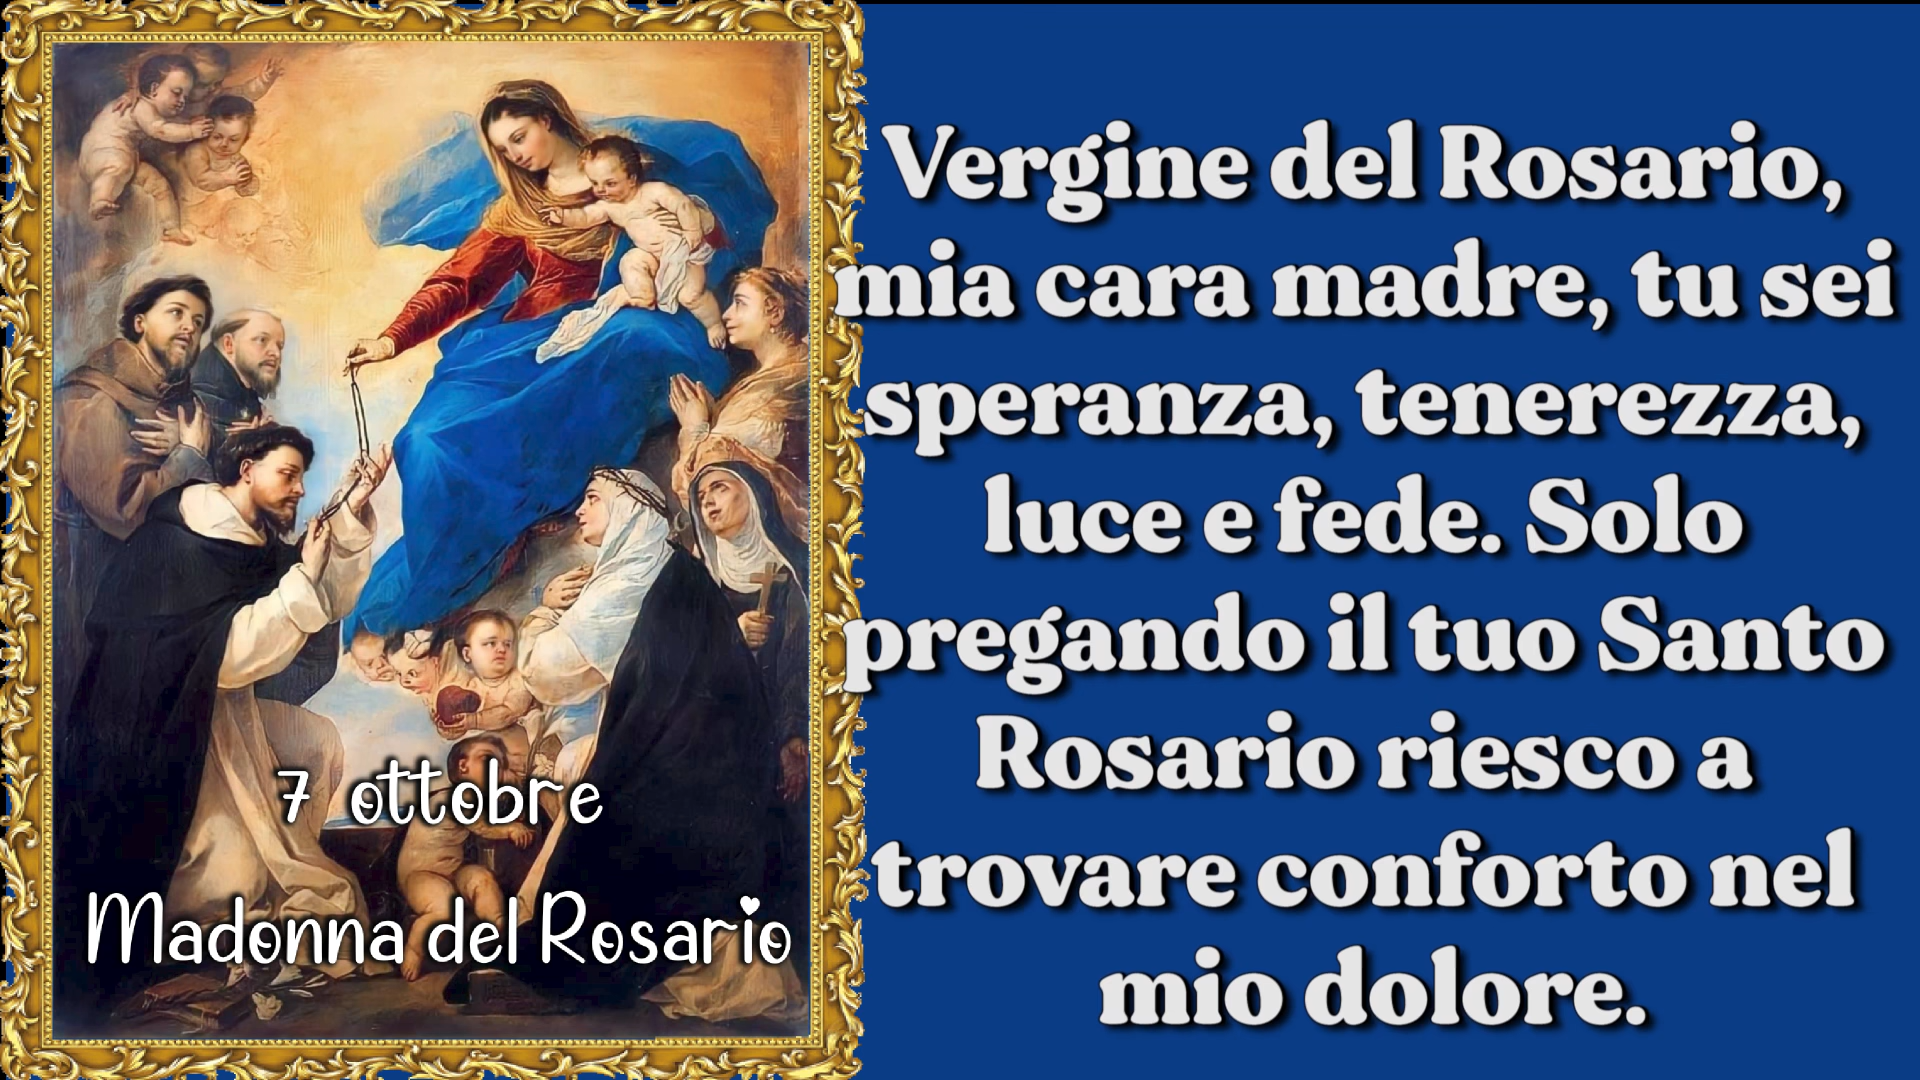 7 ottobre
Madonna del Rosario
Vergine del Rosario,
mia cara madre, tu sei
speranza, tenerezza,
luce e fede. Solo
pregando il tuo Santo
Rosario riesco a
trovare conforto nel
mio dolore.